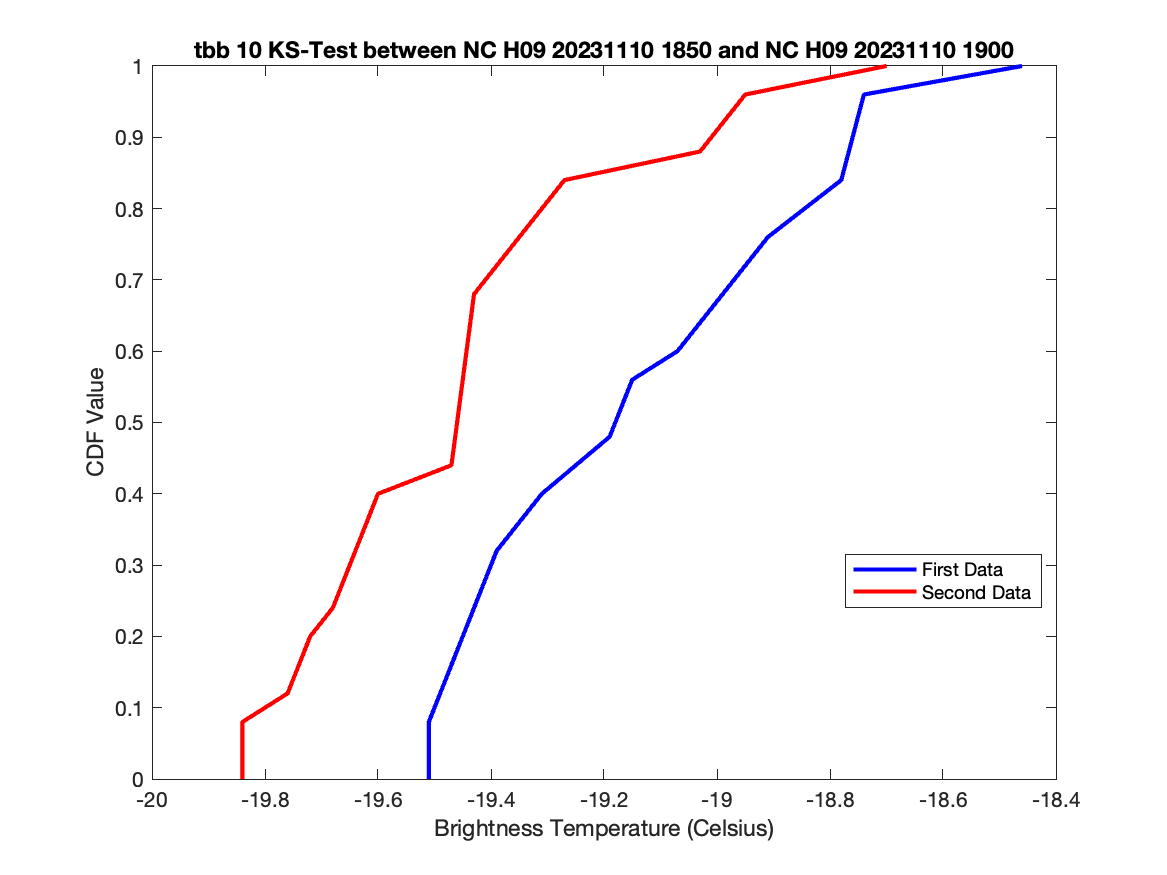 tbb 10 KS-Test between NC H09 20231110 1850 and NC H09 20231110 1900
1
0.9
0.8
0.7
0.6
0.5
0.4
0.3
0.2
0.1
0
CDF Value
First Data
Second Data
-20 -19.8 -19.6 -19.4 -19.2 -19 -18.8 -18.6 -18.4
Brightness Temperature (Celsius)